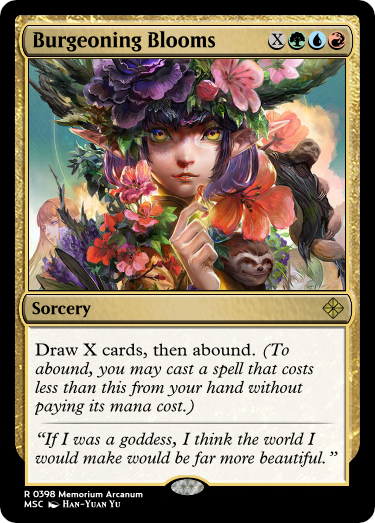 Burgeoning Blooms X
Sorcery
Draw X cards, then abound. (To
abound, you may cast a spell that costs
less than this from your hand without
paying its mana cost.)
“If I was a goddess, I think the world I
would make would be far more beautiful.”
R 0398 Memorium Arcanum
MSC Han-Yuan Yu